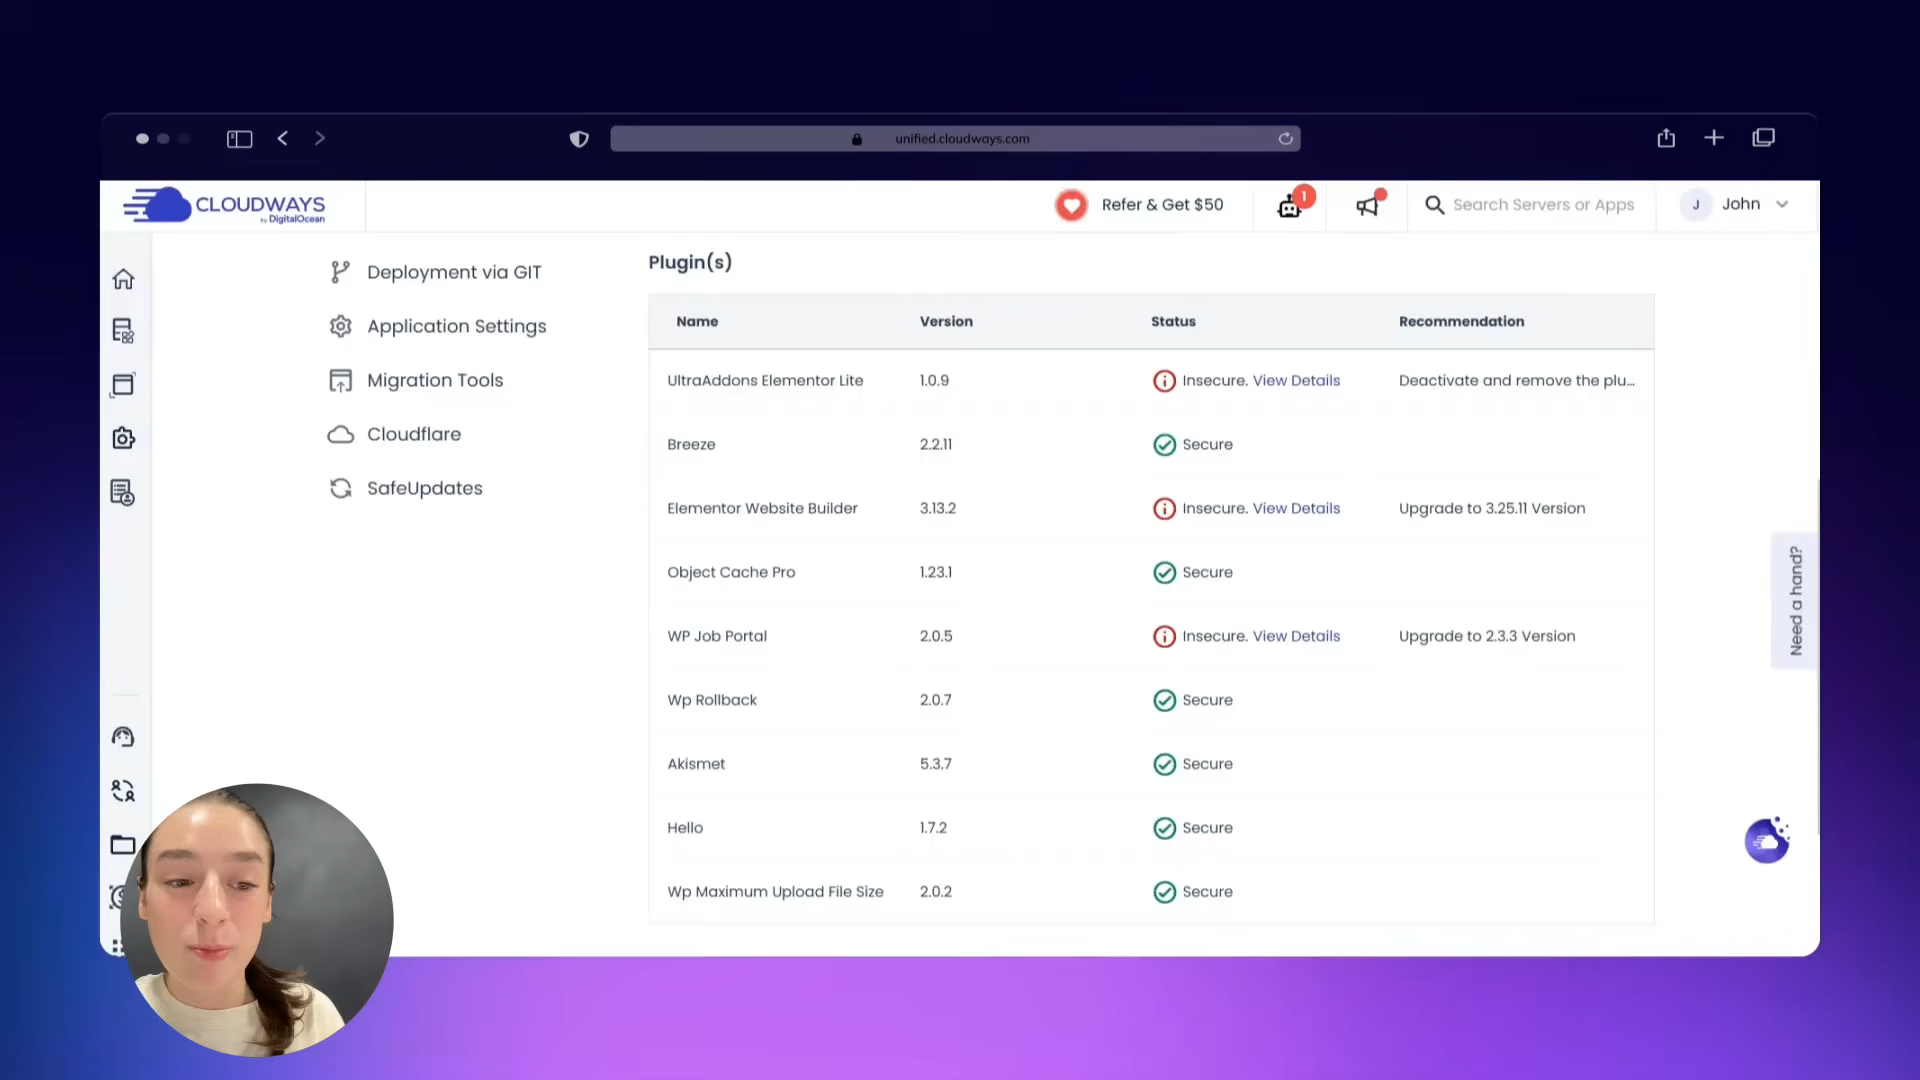 unified.cloudways.com
CLOUDWAYS
by DigitalOcean
Refer & Get $50
1
Search Servers or Apps
J
John
Deployment via GIT
Application Settings
Migration Tools
Cloudflare
SafeUpdates
Plugin(s)
Name Version Status Recommendation
UltraAddons Elementor Lite 1.0.9 Insecure. View Details Deactivate and remove the plu...
Breeze 2.2.11 Secure
Elementor Website Builder 3.13.2 Insecure. View Details Upgrade to 3.25.11 Version
Object Cache Pro 1.23.1 Secure
WP Job Portal 2.0.5 Insecure. View Details Upgrade to 2.3.3 Version
Wp Rollback 2.0.7 Secure
Akismet 5.3.7 Secure
Hello 1.7.2 Secure
Wp Maximum Upload File Size 2.0.2 Secure
Need a hand?